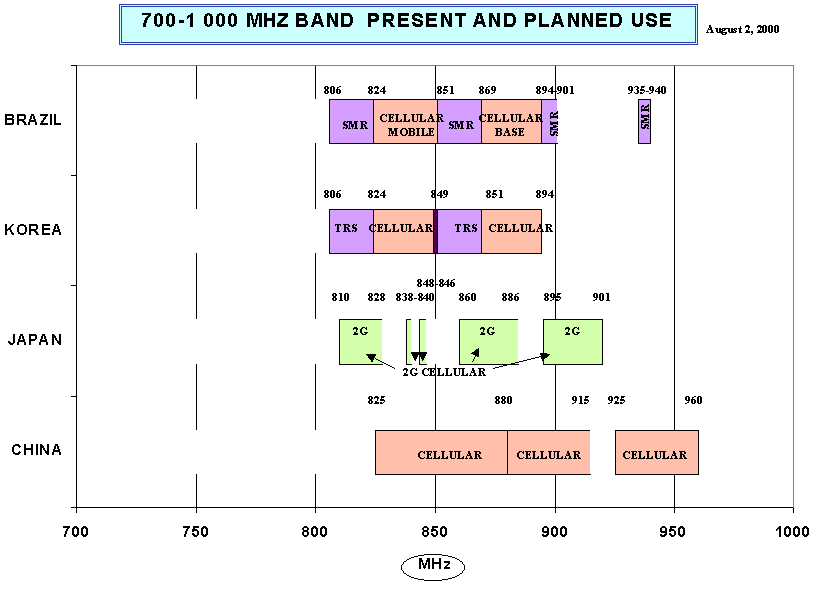 700-1 000 MHZ BAND  PRESENT AND PLANNED USE
August 2, 2000
806 824 851 869 894-901 935-940
BRAZIL
SMR CELLULAR MOBILE SMR CELLULAR BASE SMR SMR
806 824 849 851 894
KOREA
TRS CELLULAR TRS CELLULAR
848-846
810 828 838-840 860 886 895 901
JAPAN
2G 2G 2G
2G CELLULAR
825 880 915 925 960
CHINA
CELLULAR CELLULAR CELLULAR
700 750 800 850 900 950 1000
MHz